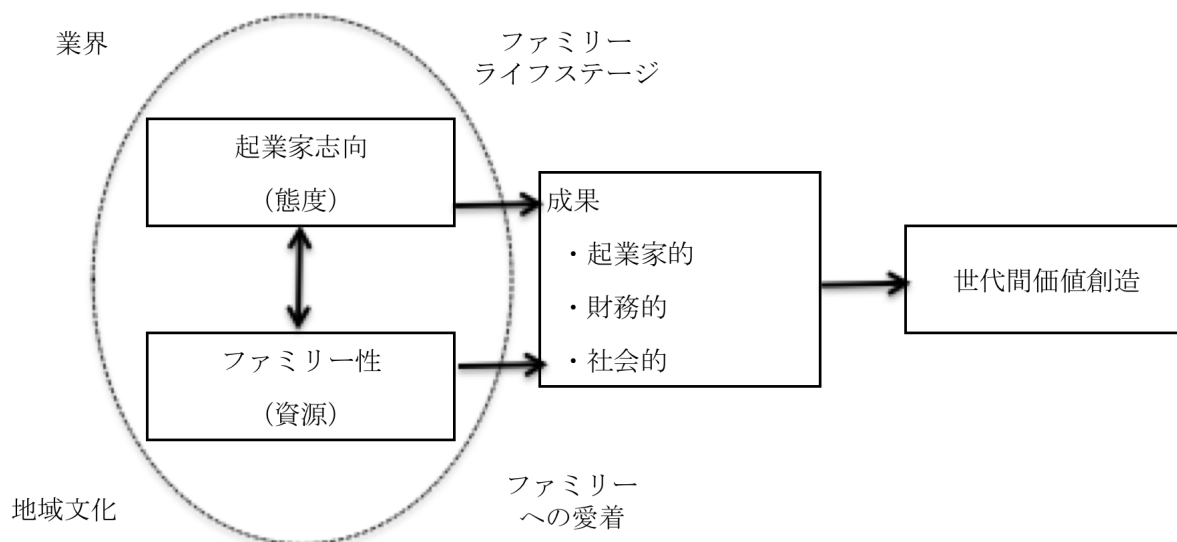 業界
ファミリー
ライフステージ
起業家志向
(態度)
ファミリー性
(資源)
成果
・起業家的
・財務的
・社会的
世代間価値創造
地域文化
ファミリー
への愛着